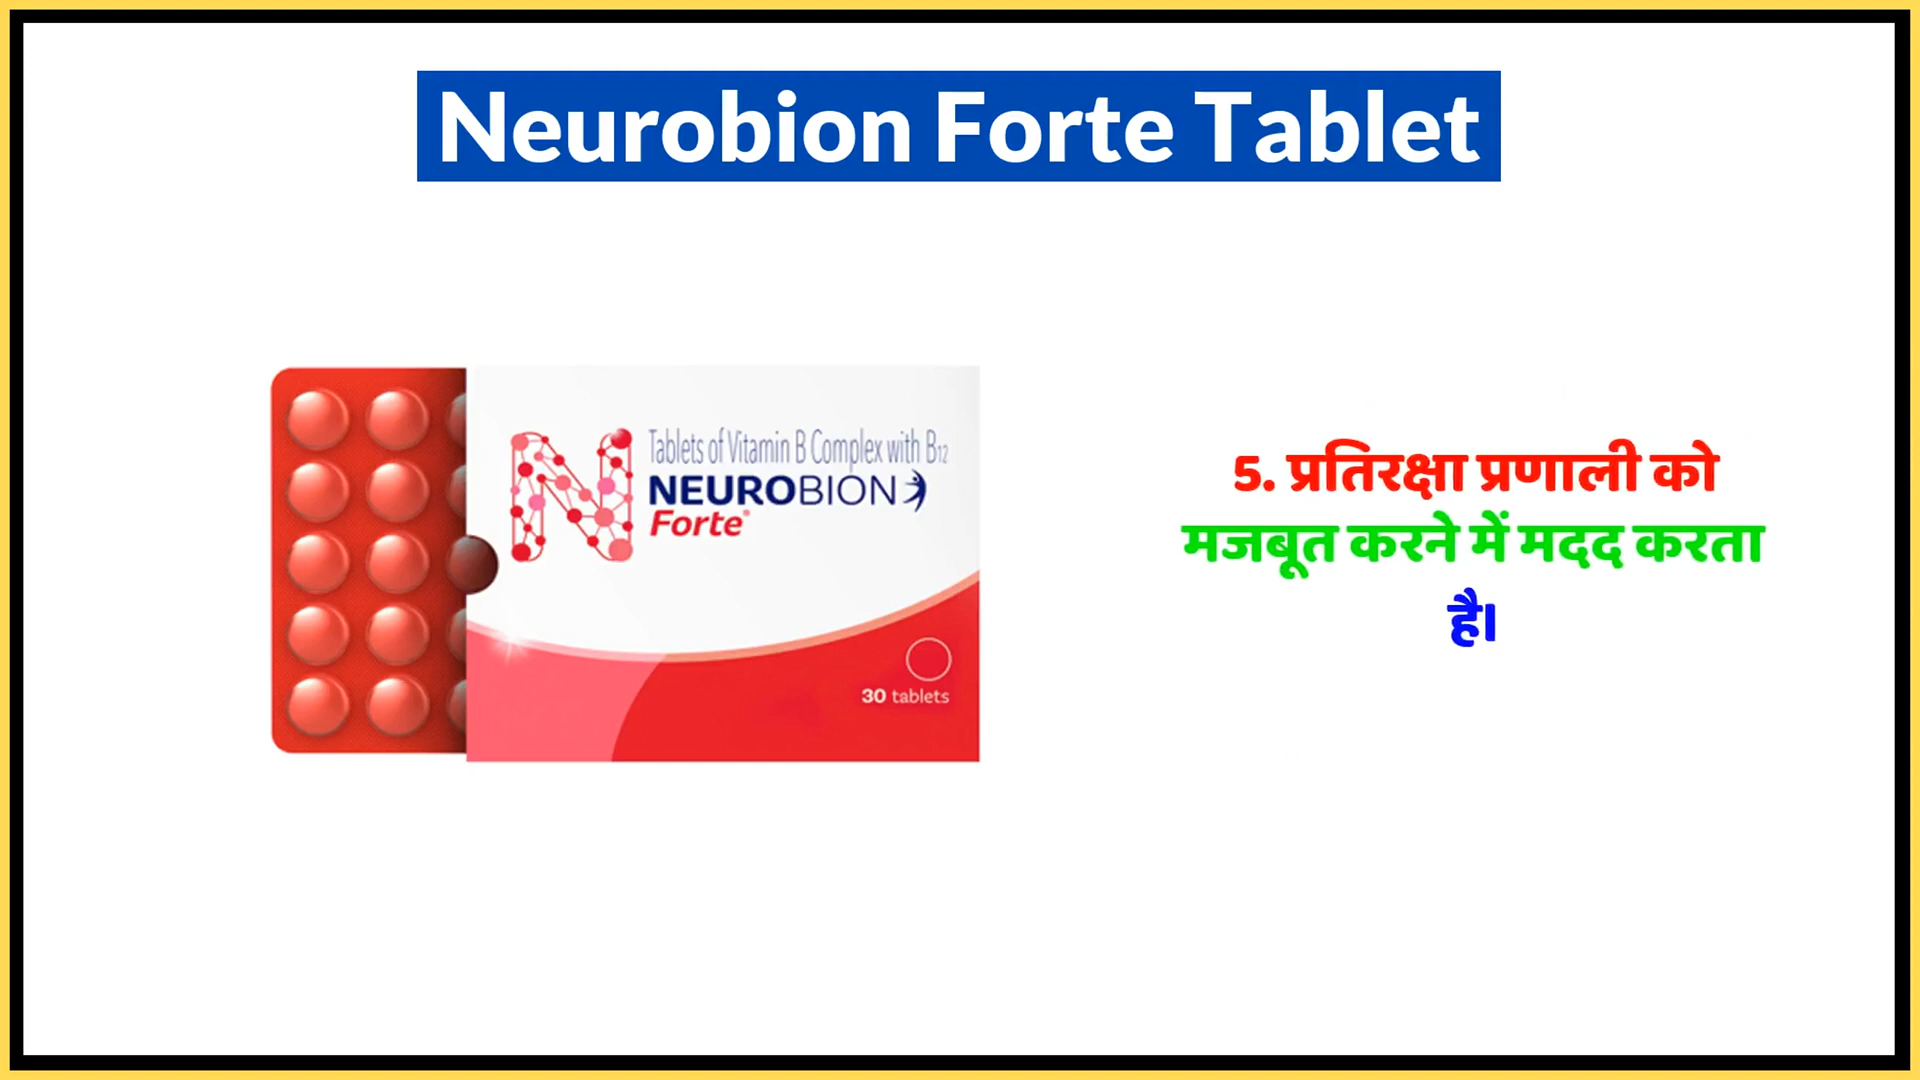 Neurobion Forte Tablet
Tablets of Vitamin B Complex with B12
NEUROBION
Forte®
30 tablets
5. प्रतिरक्षा प्रणाली को
मजबूत करने में मदद करता
है।